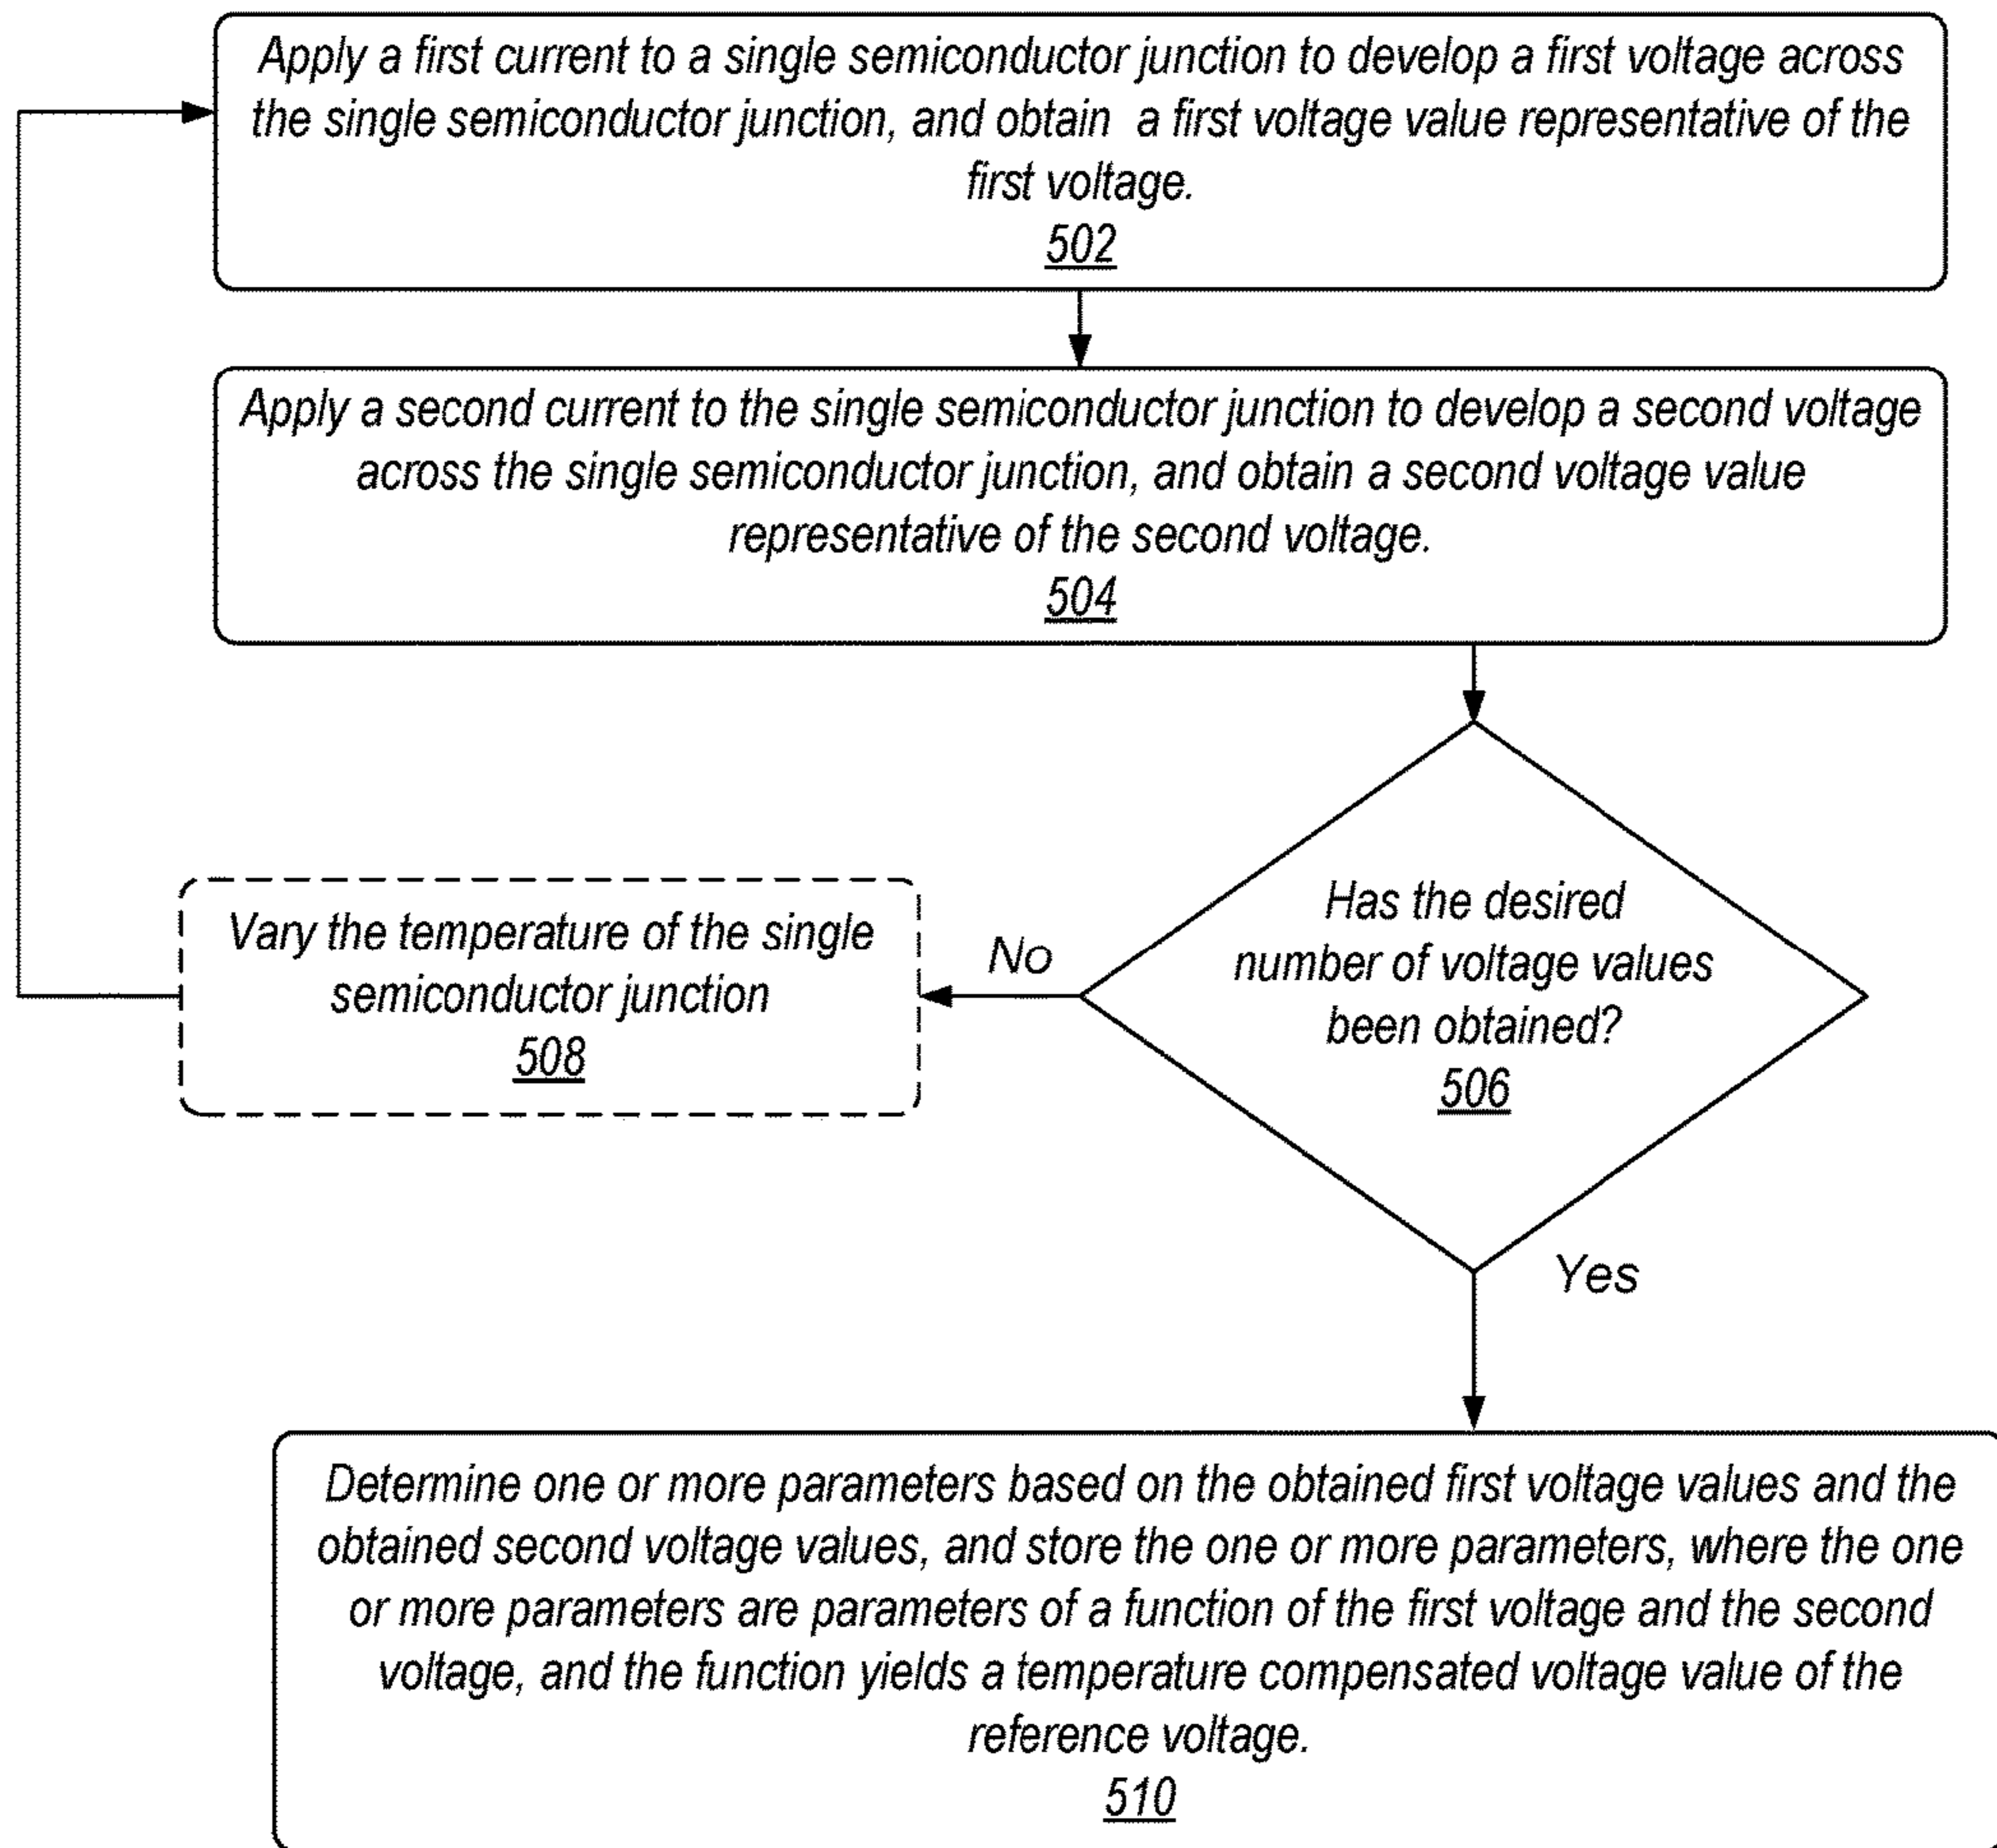 Apply a first current to a single semiconductor junction to develop a first voltage across
the single semiconductor junction, and obtain a first voltage value representative of the
first voltage.
502
Apply a second current to the single semiconductor junction to develop a second voltage
across the single semiconductor junction, and obtain a second voltage value
representative of the second voltage.
504
Has the desired
number of voltage values
been obtained?
506
No
Vary the temperature of the single
semiconductor junction
508
Yes
Determine one or more parameters based on the obtained first voltage values and the
obtained second voltage values, and store the one or more parameters, where the one
or more parameters are parameters of a function of the first voltage and the second
voltage, and the function yields a temperature compensated voltage value of the
reference voltage.
510